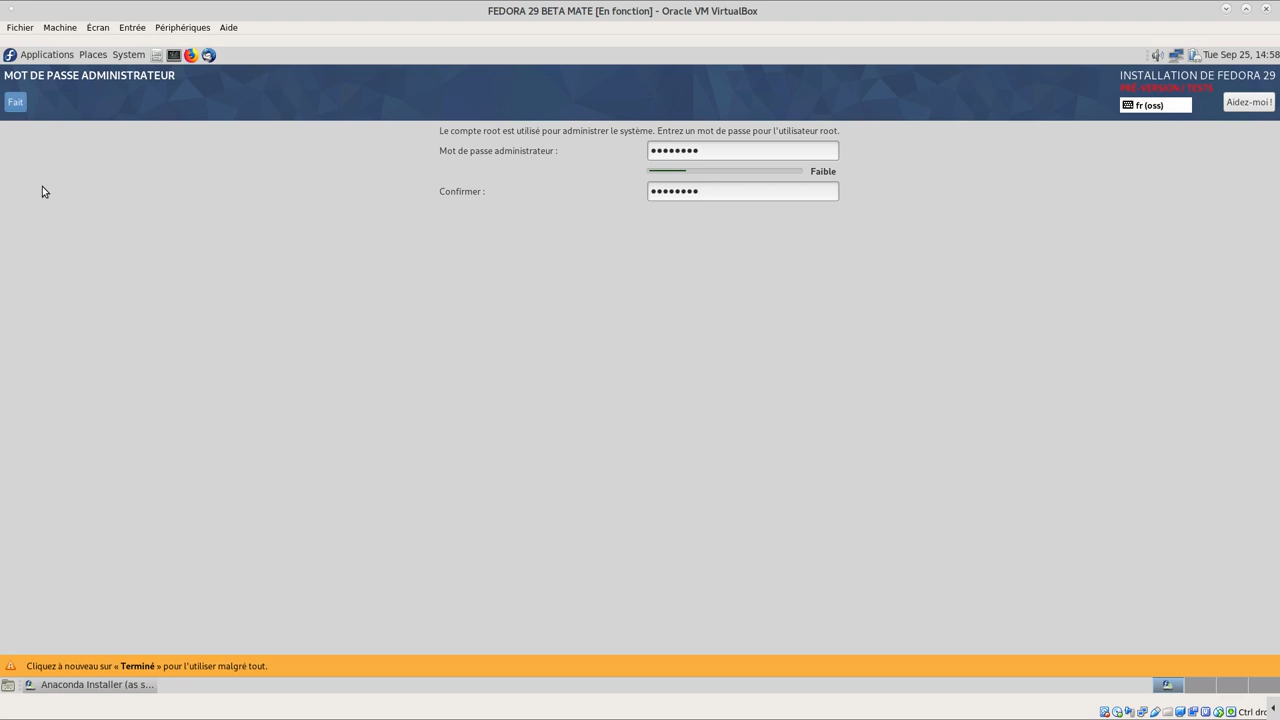 FEDORA 29 BETA MATE [En fonction] - Oracle VM VirtualBox
Fichier Machine Écran Entrée Périphériques Aide
Applications Places System Tue Sep 25, 14:58
MOT DE PASSE ADMINISTRATEUR
INSTALLATION DE FEDORA 29
PRÉ-VERSION / TESTS
Fait
fr (oss)
Aidez-moi !
Le compte root est utilisé pour administrer le système. Entrez un mot de passe pour l'utilisateur root.
Mot de passe administrateur : ●●●●●●●●
Faible
Confirmer : ●●●●●●●●
Cliquez à nouveau sur « Terminé » pour l'utiliser malgré tout.
Anaconda Installer (as s...
Ctrl drc